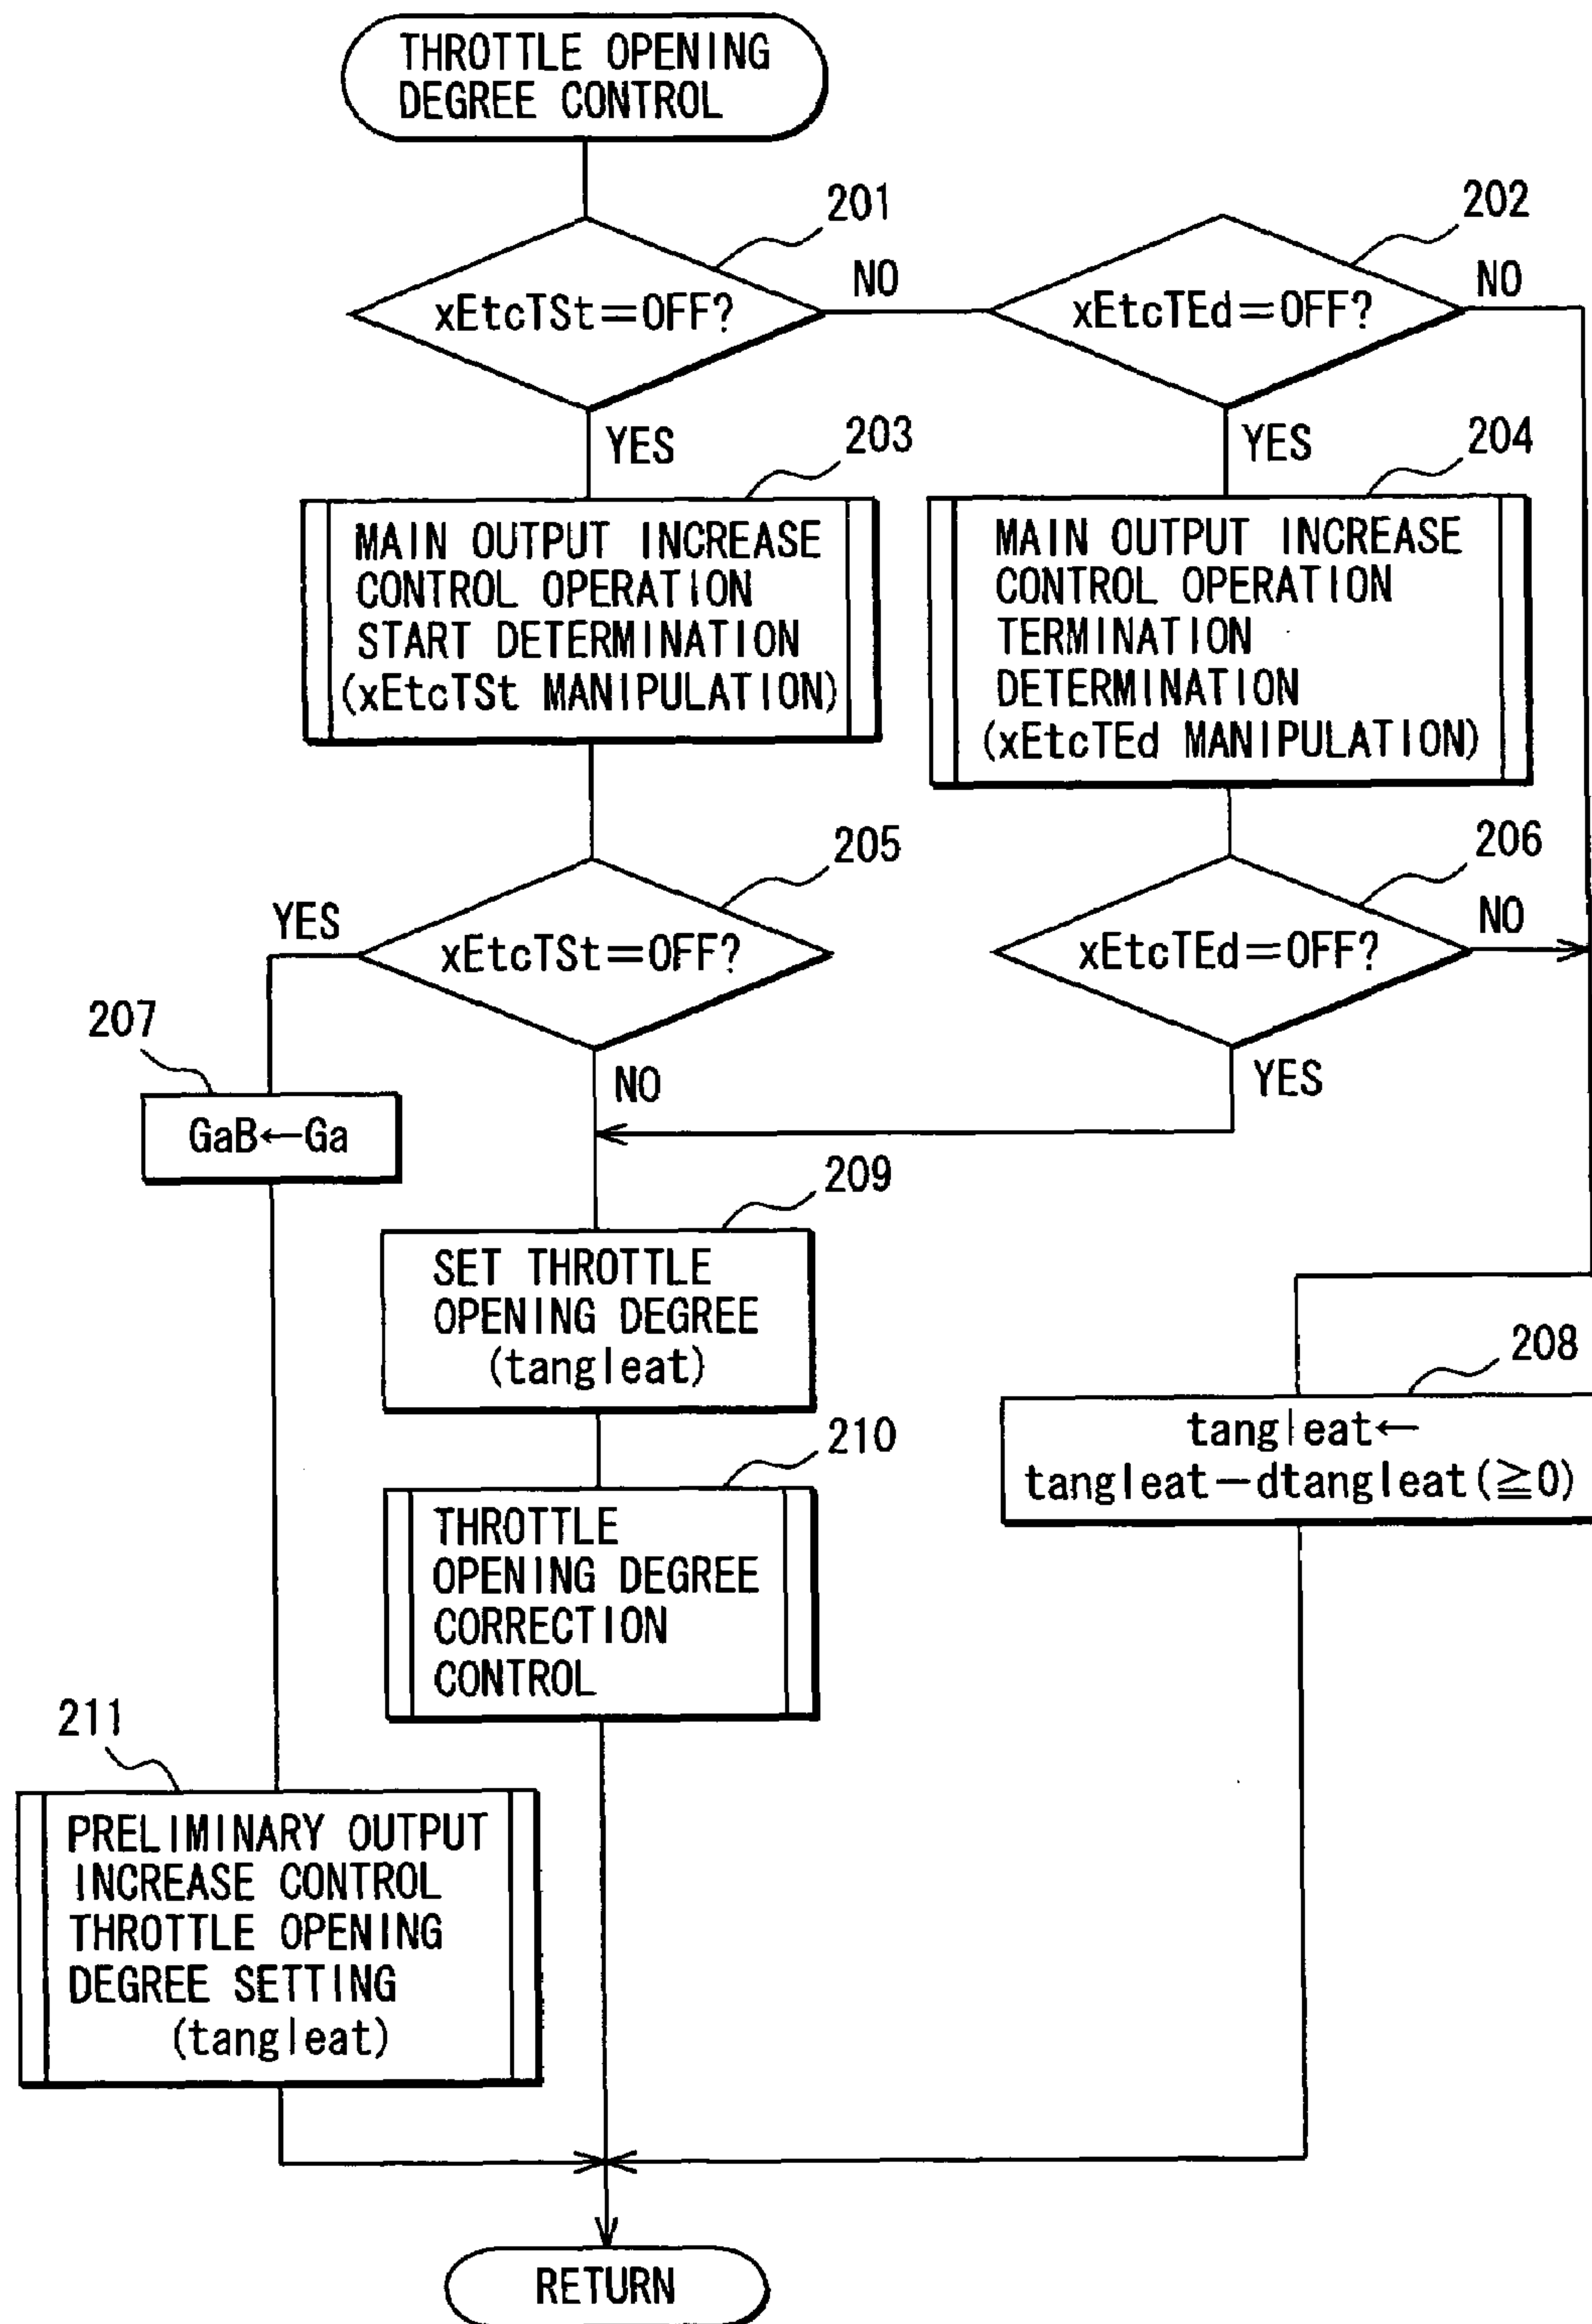 THROTTLE OPENING
DEGREE CONTROL
201
xEtcTSt=OFF?
NO
202
xEtcTEd=OFF?
NO
YES
203
MAIN OUTPUT INCREASE
CONTROL OPERATION
START DETERMINATION
(xEtcTSt MANIPULATION)
YES
204
MAIN OUTPUT INCREASE
CONTROL OPERATION
TERMINATION
DETERMINATION
(xEtcTEd MANIPULATION)
205
YES
xEtcTSt=OFF?
NO
206
xEtcTEd=OFF?
NO
YES
207
GaB←Ga
209
SET THROTTLE
OPENING DEGREE
(tangleat)
208
tangleat←
tangleat−dtangleat(≧0)
210
THROTTLE
OPENING DEGREE
CORRECTION
CONTROL
211
PRELIMINARY OUTPUT
INCREASE CONTROL
THROTTLE OPENING
DEGREE SETTING
(tangleat)
RETURN